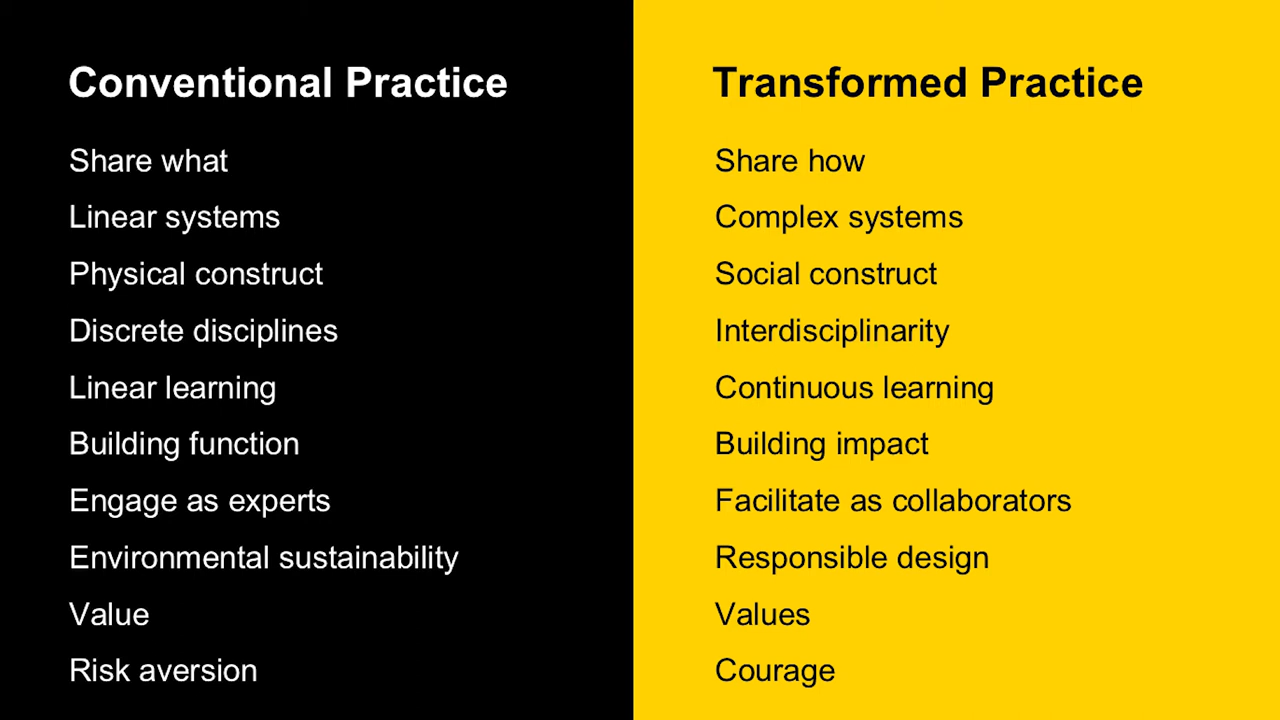 Conventional Practice
Share what
Linear systems
Physical construct
Discrete disciplines
Linear learning
Building function
Engage as experts
Environmental sustainability
Value
Risk aversion
Transformed Practice
Share how
Complex systems
Social construct
Interdisciplinarity
Continuous learning
Building impact
Facilitate as collaborators
Responsible design
Values
Courage